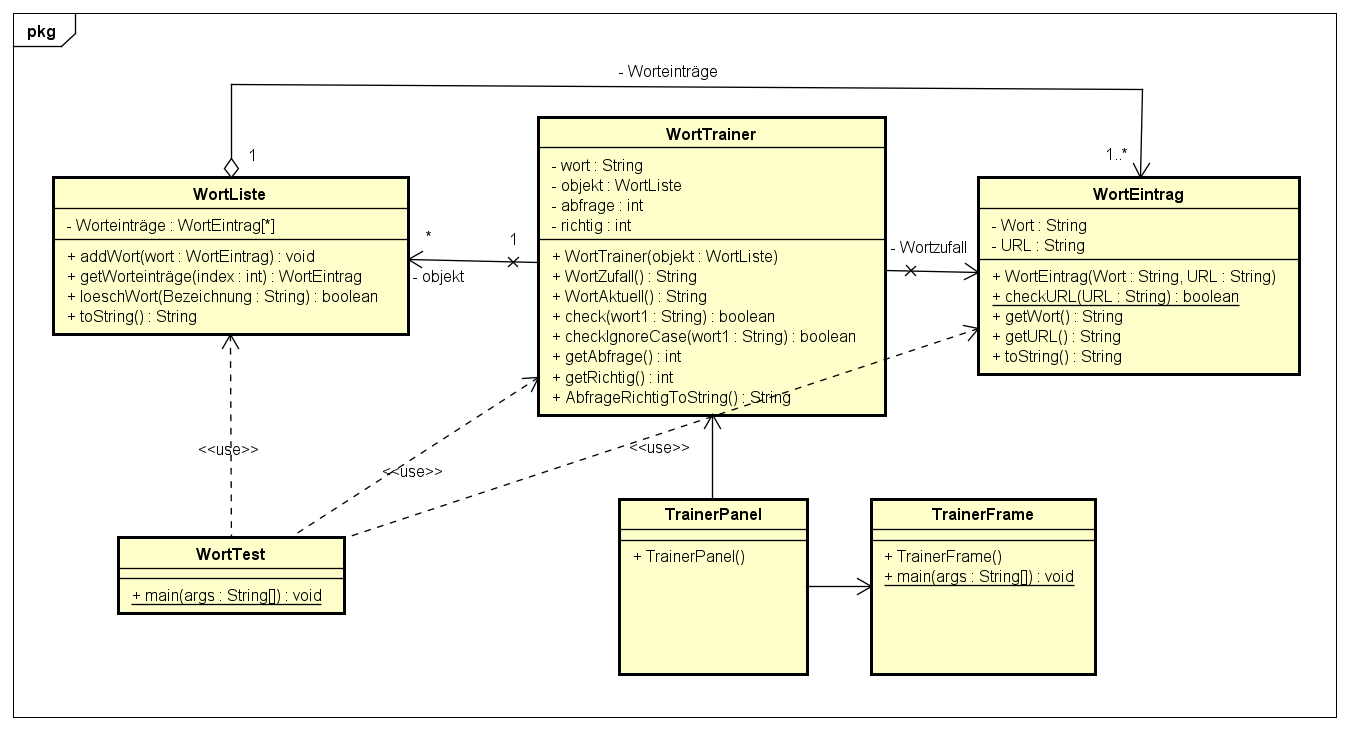 pkg
- Worteinträge
1
1..*
WortListe
- Worteinträge : WortEintrag[*]
+ addWort(wort : WortEintrag) : void
+ getWorteinträge(index : int) : WortEintrag
+ loeschWort(Bezeichnung : String) : boolean
+ toString() : String
*
1
- objekt
WortTrainer
- wort : String
- objekt : WortListe
- abfrage : int
- richtig : int
+ WortTrainer(objekt : WortListe)
+ WortZufall() : String
+ WortAktuell() : String
+ check(wort1 : String) : boolean
+ checkIgnoreCase(wort1 : String) : boolean
+ getAbfrage() : int
+ getRichtig() : int
+ AbfrageRichtigToString() : String
- Wortzufall
WortEintrag
- Wort : String
- URL : String
+ WortEintrag(Wort : String, URL : String)
+ checkURL(URL : String) : boolean
+ getWort() : String
+ getURL() : String
+ toString() : String
<<use>>
<<use>>
<<use>>
WortTest
+ main(args : String[]) : void
TrainerPanel
+ TrainerPanel()
TrainerFrame
+ TrainerFrame()
+ main(args : String[]) : void